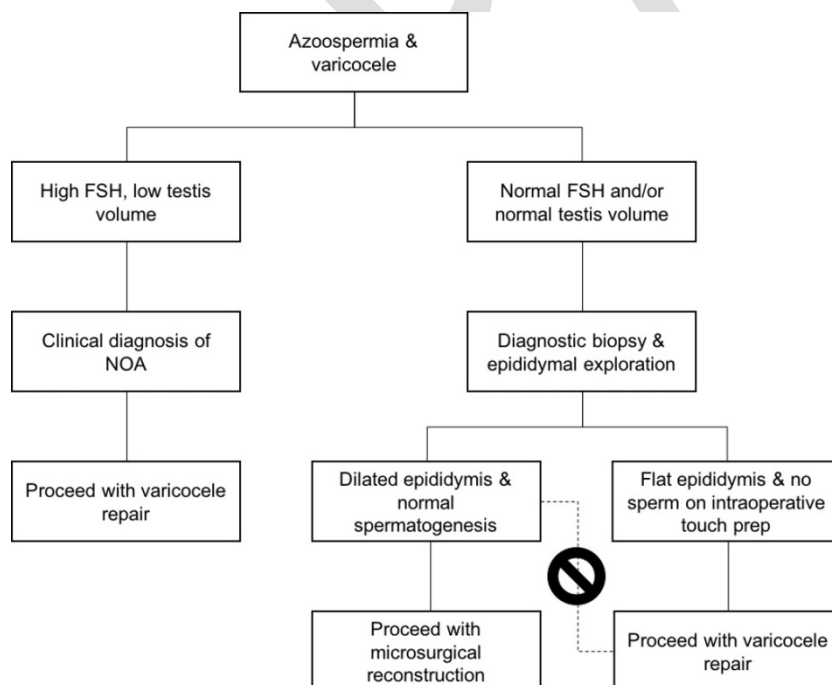 Azoospermia &
varicocele
High FSH, low testis
volume
Normal FSH and/or
normal testis volume
Clinical diagnosis of
NOA
Diagnostic biopsy &
epididymal exploration
Proceed with varicocele
repair
Dilated epididymis &
normal
spermatogenesis
Flat epididymis & no
sperm on intraoperative
touch prep
Proceed with
microsurgical
reconstruction
Proceed with varicocele
repair